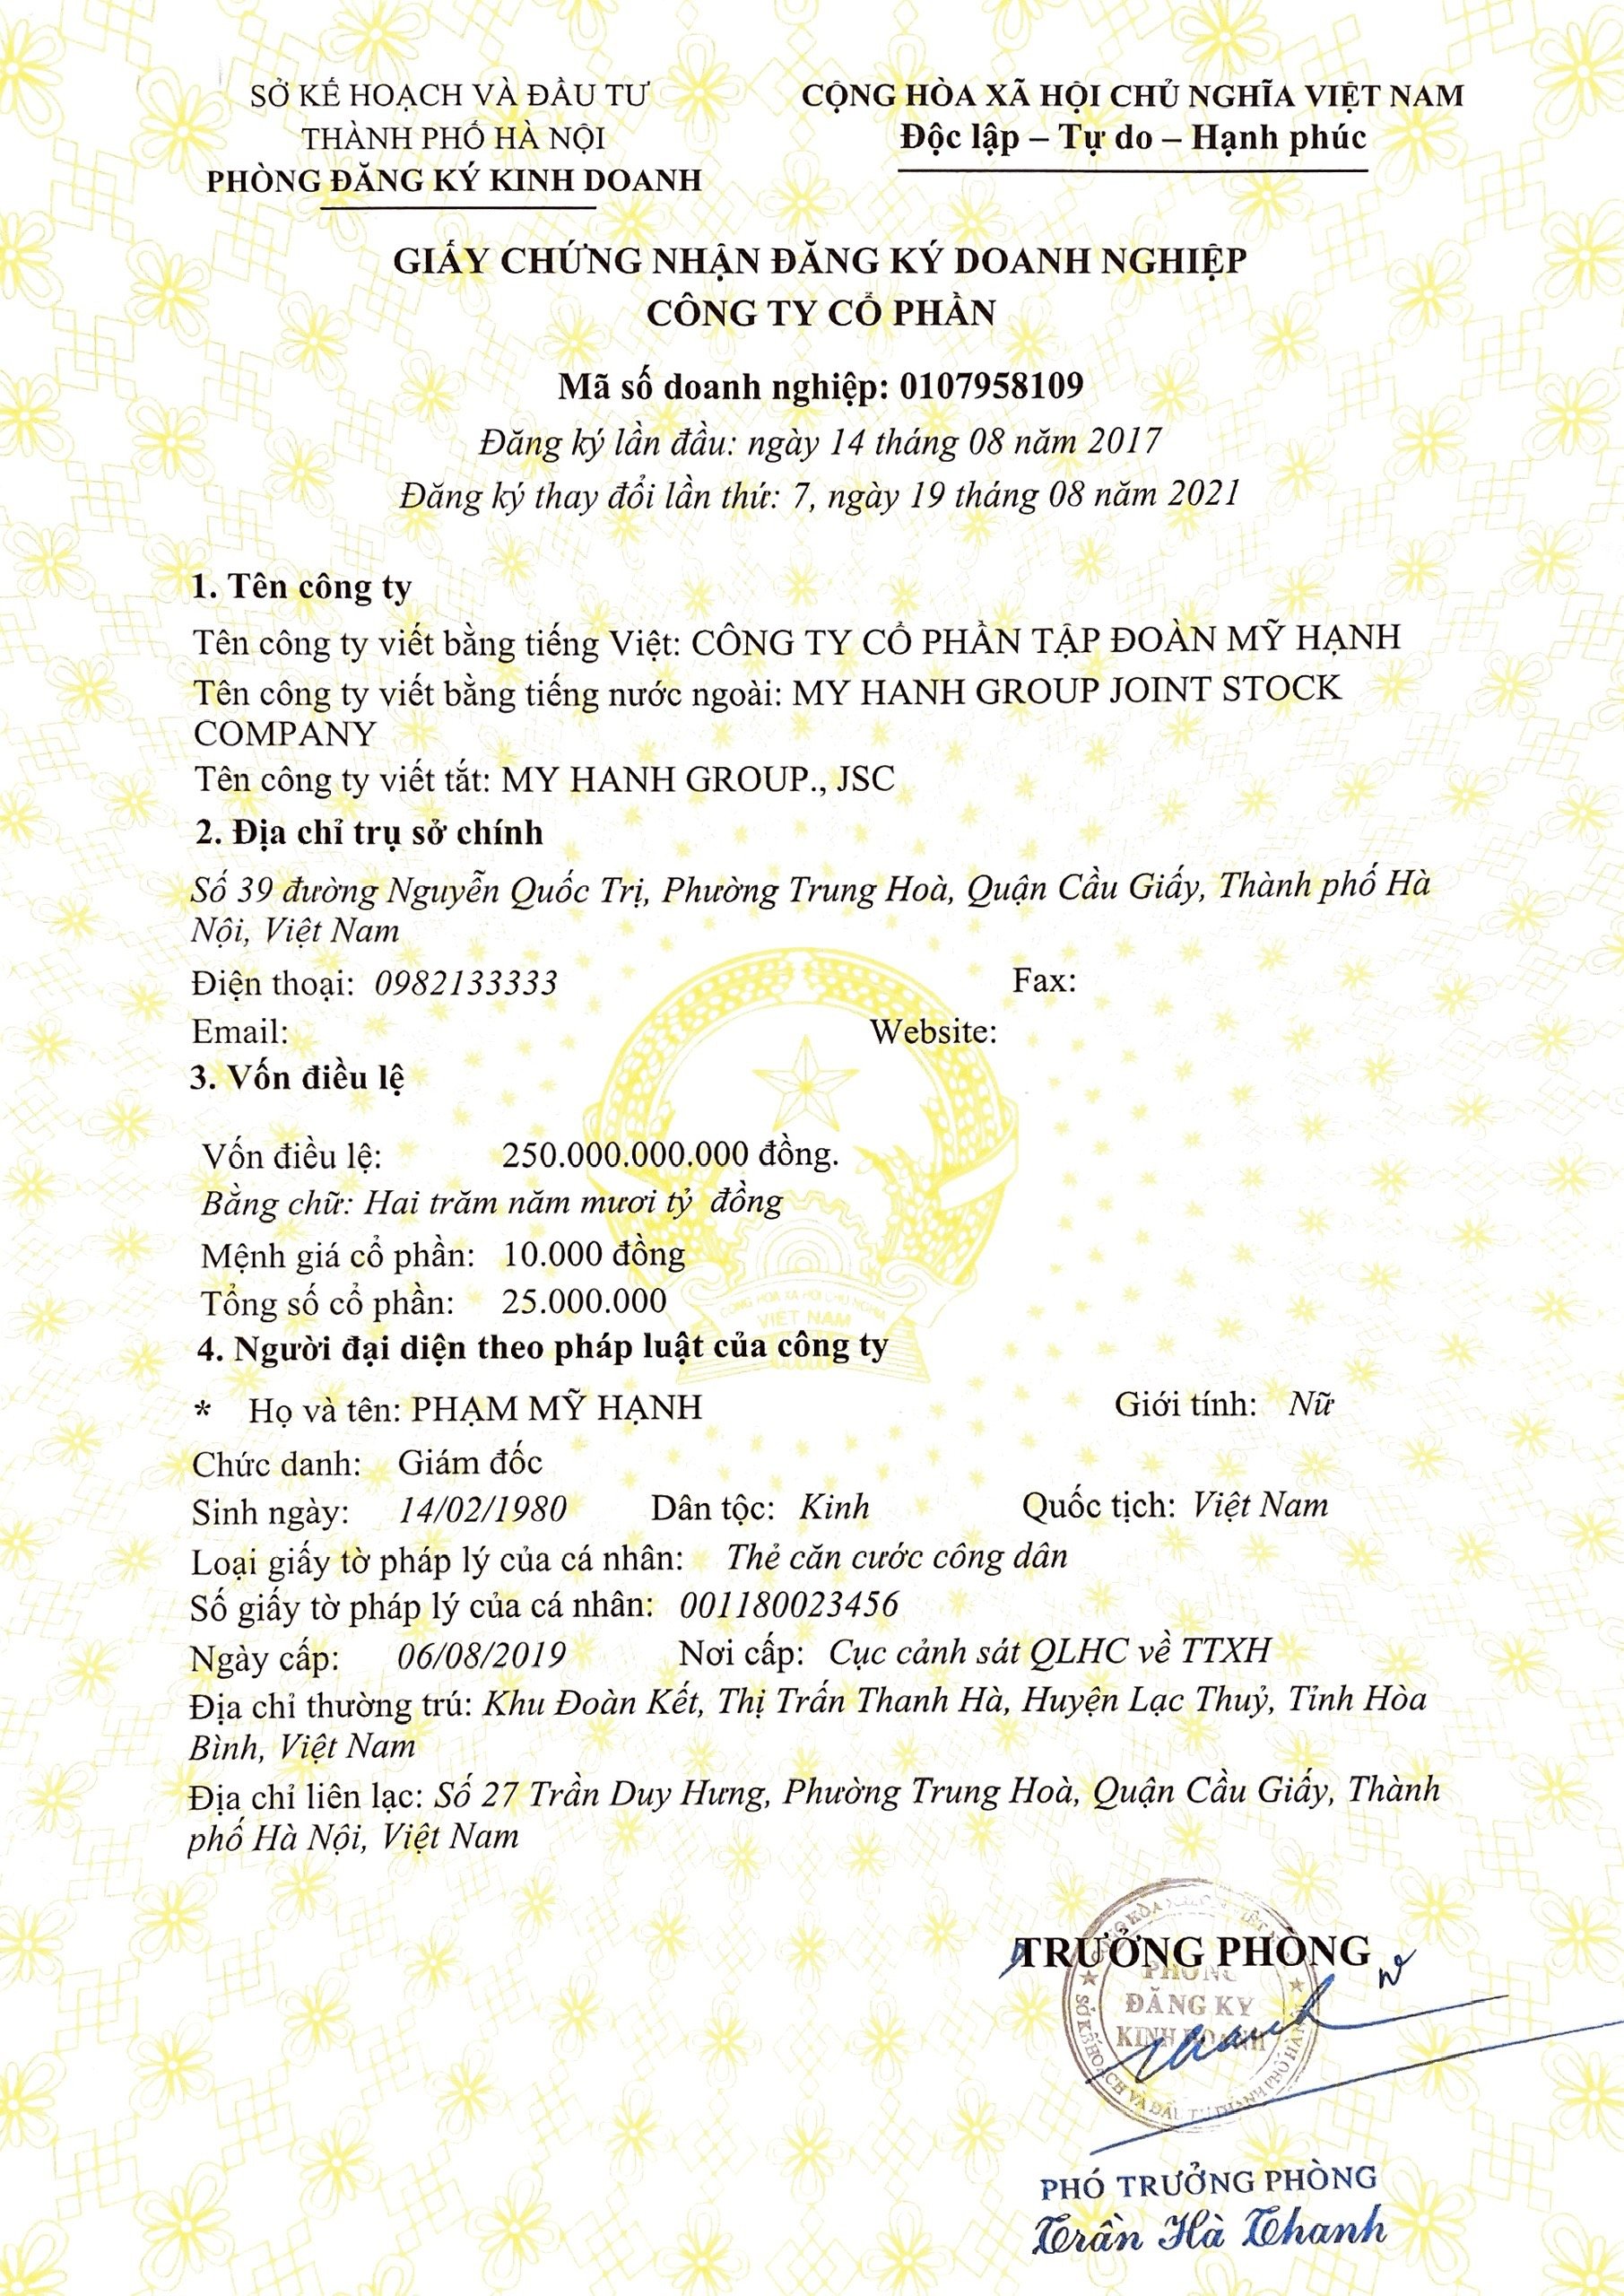 SỞ KẾ HOẠCH VÀ ĐẦU TƯ
THÀNH PHỐ HÀ NỘI
PHÒNG ĐĂNG KÝ KINH DOANH
CỘNG HÒA XÃ HỘI CHỦ NGHĨA VIỆT NAM
Độc lập – Tự do – Hạnh phúc
GIẤY CHỨNG NHẬN ĐĂNG KÝ DOANH NGHIỆP
CÔNG TY CỔ PHẦN
Mã số doanh nghiệp: 0107958109
Đăng ký lần đầu: ngày 14 tháng 08 năm 2017
Đăng ký thay đổi lần thứ: 7, ngày 19 tháng 08 năm 2021
1. Tên công ty
Tên công ty viết bằng tiếng Việt: CÔNG TY CỔ PHẦN TẬP ĐOÀN MỸ HẠNH
Tên công ty viết bằng tiếng nước ngoài: MY HANH GROUP JOINT STOCK
COMPANY
Tên công ty viết tắt: MY HANH GROUP., JSC
2. Địa chỉ trụ sở chính
Số 39 đường Nguyễn Quốc Trị, Phường Trung Hoà, Quận Cầu Giấy, Thành phố Hà
Nội, Việt Nam
Điện thoại: 0982133333 Fax:
Email: Website:
3. Vốn điều lệ
Vốn điều lệ: 250.000.000.000 đồng.
Bằng chữ: Hai trăm năm mươi tỷ đồng
Mệnh giá cổ phần: 10.000 đồng
Tổng số cổ phần: 25.000.000
CỘNG HÒA XÃ HỘI CHỦ NGHĨA
VIỆT NAM
4. Người đại diện theo pháp luật của công ty
* Họ và tên: PHẠM MỸ HẠNH Giới tính: Nữ
Chức danh: Giám đốc
Sinh ngày: 14/02/1980 Dân tộc: Kinh Quốc tịch: Việt Nam
Loại giấy tờ pháp lý của cá nhân: Thẻ căn cước công dân
Số giấy tờ pháp lý của cá nhân: 001180023456
Ngày cấp: 06/08/2019 Nơi cấp: Cục cảnh sát QLHC về TTXH
Địa chỉ thường trú: Khu Đoàn Kết, Thị Trấn Thanh Hà, Huyện Lạc Thuỷ, Tỉnh Hòa
Bình, Việt Nam
Địa chỉ liên lạc: Số 27 Trần Duy Hưng, Phường Trung Hoà, Quận Cầu Giấy, Thành
phố Hà Nội, Việt Nam
TRƯỞNG PHÒNG
PHÒNG
ĐĂNG KÝ
KINH DOANH
SỞ KẾ HOẠCH VÀ ĐẦU TƯ THÀNH PHỐ HÀ NỘI
PHÓ TRƯỞNG PHÒNG
Trần Hà Thanh